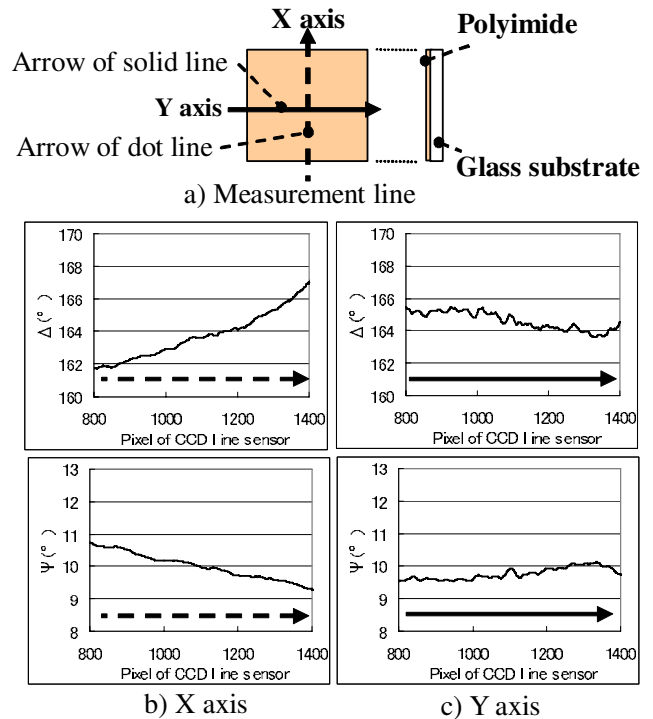 X axis
Polyimide
Arrow of solid line
Y axis
Arrow of dot line
Glass substrate
a) Measurement line
170
168
166
164
162
160
Δ(°)
800 1000 1200 1400
Pixel of CCD line sensor
170
168
166
164
162
160
Δ(°)
800 1000 1200 1400
Pixel of CCD line sensor
13
12
11
10
9
8
Ψ(°)
800 1000 1200 1400
Pixel of CCD line sensor
13
12
11
10
9
8
Ψ(°)
800 1000 1200 1400
Pixel of CCD line sensor
b) X axis
c) Y axis